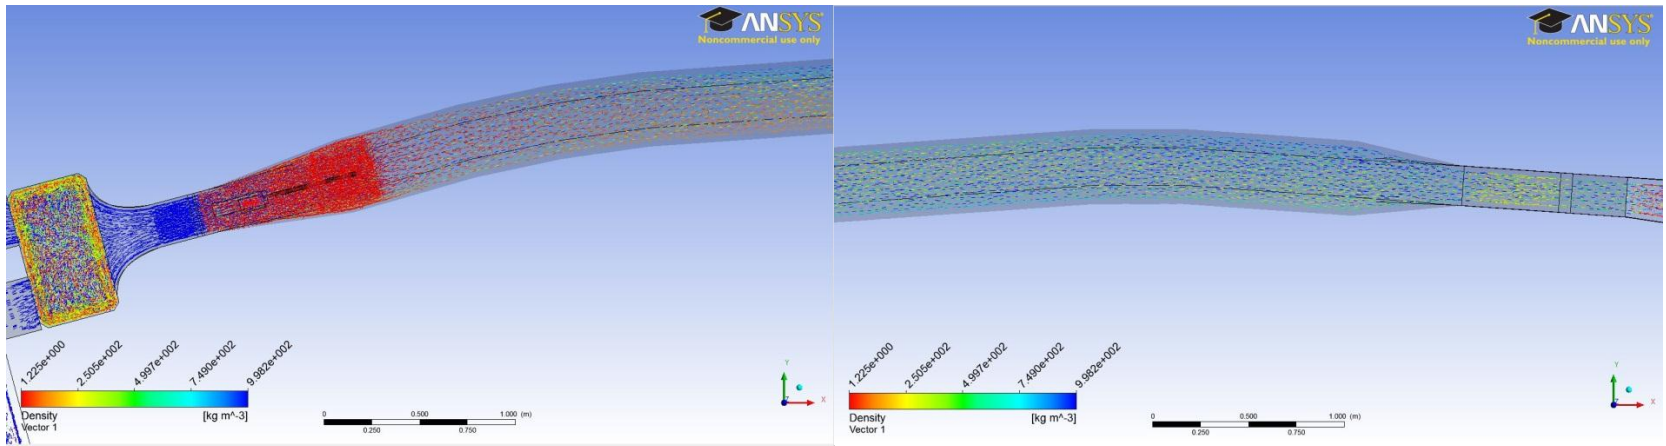 ANSYS
Noncommercial use only
1.225e+000
2.505e+002
4.997e+002
7.490e+002
9.982e+002
Density
[kg m^-3]
Vector 1
0
0.500
1.000 (m)
0.250
0.750
Y
X
ANSYS
Noncommercial use only
1.225e+000
2.505e+002
4.997e+002
7.490e+002
9.982e+002
Density
[kg m^-3]
Vector 1
0
0.500
1.000 (m)
0.250
0.750
Y
X